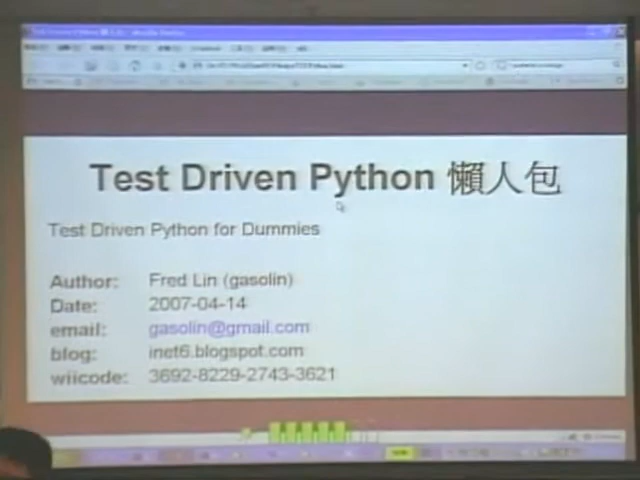 Test Driven Python 懶人包
Test Driven Python for Dummies
Author: Fred Lin (gasolin)
Date: 2007-04-14
email: gasolin@gmail.com
blog: inet6.blogspot.com
wiicode: 3692-8229-2743-3621